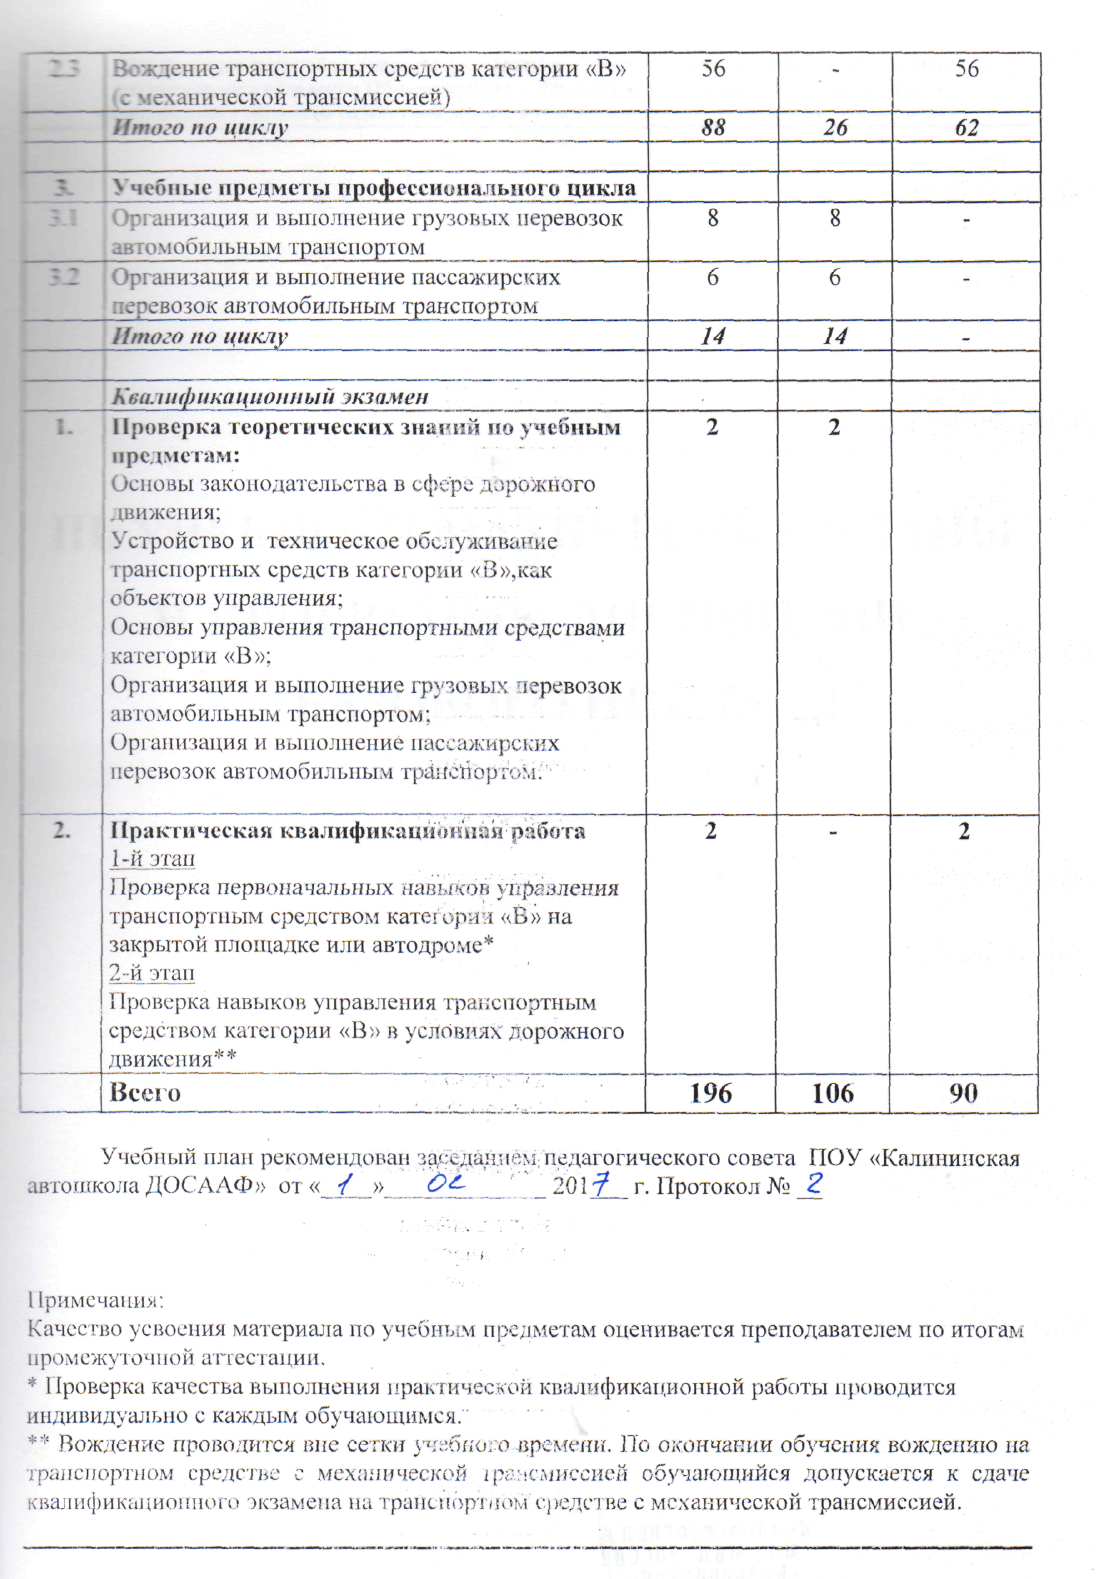 2.3 Вождение транспортных средств категории «В» 56 - 56
(с механической трансмиссией)
Итого по циклу 88 26 62
3. Учебные предметы профессионального цикла
3.1 Организация и выполнение грузовых перевозок 8 8 -
автомобильным транспортом
3.2 Организация и выполнение пассажирских 6 6 -
перевозок автомобильным транспортом
Итого по циклу 14 14 -
Квалификационный экзамен
1. Проверка теоретических знаний по учебным 2 2
предметам:
Основы законодательства в сфере дорожного
движения;
Устройство и техническое обслуживание
транспортных средств категории «В»,как
объектов управления;
Основы управления транспортными средствами
категории «В»;
Организация и выполнение грузовых перевозок
автомобильным транспортом;
Организация и выполнение пассажирских
перевозок автомобильным транспортом.
2. Практическая квалификационная работа 2 - 2
1-й этап
Проверка первоначальных навыков управления
транспортным средством категории «В» на
закрытой площадке или автодроме*
2-й этап
Проверка навыков управления транспортным
средством категории «В» в условиях дорожного
движения**
Всего 196 106 90
Учебный план рекомендован заседанием педагогического совета ПОУ «Калининская
автошкола ДОСААФ» от «1» 2017 г. Протокол № 2
Примечания:
Качество усвоения материала по учебным предметам оценивается преподавателем по итогам
промежуточной аттестации.
* Проверка качества выполнения практической квалификационной работы проводится
индивидуально с каждым обучающимся.
** Вождение проводится вне сетки учебного времени. По окончании обучения вождению на
транспортном средстве с механической трансмиссией обучающийся допускается к сдаче
квалификационного экзамена на транспортном средстве с механической трансмиссией.